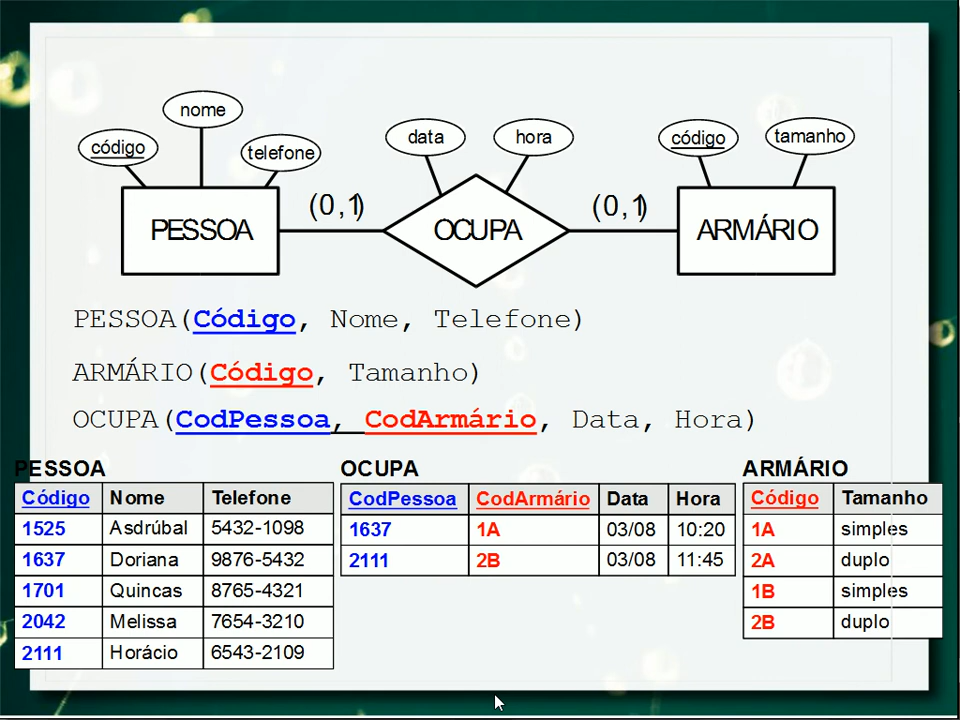 nome
código
telefone
data
hora
código
tamanho
(0,1)
(0,1)
PESSOA
OCUPA
ARMÁRIO
PESSOA(Código, Nome, Telefone)
ARMÁRIO(Código, Tamanho)
OCUPA(CodPessoa, CodArmário, Data, Hora)
PESSOA
Código Nome Telefone
1525 Asdrúbal 5432-1098
1637 Doriana 9876-5432
1701 Quincas 8765-4321
2042 Melissa 7654-3210
2111 Horácio 6543-2109
OCUPA
CodPessoa CodArmário Data Hora
1637 1A 03/08 10:20
2111 2B 03/08 11:45
ARMÁRIO
Código Tamanho
1A simples
2A duplo
1B simples
2B duplo